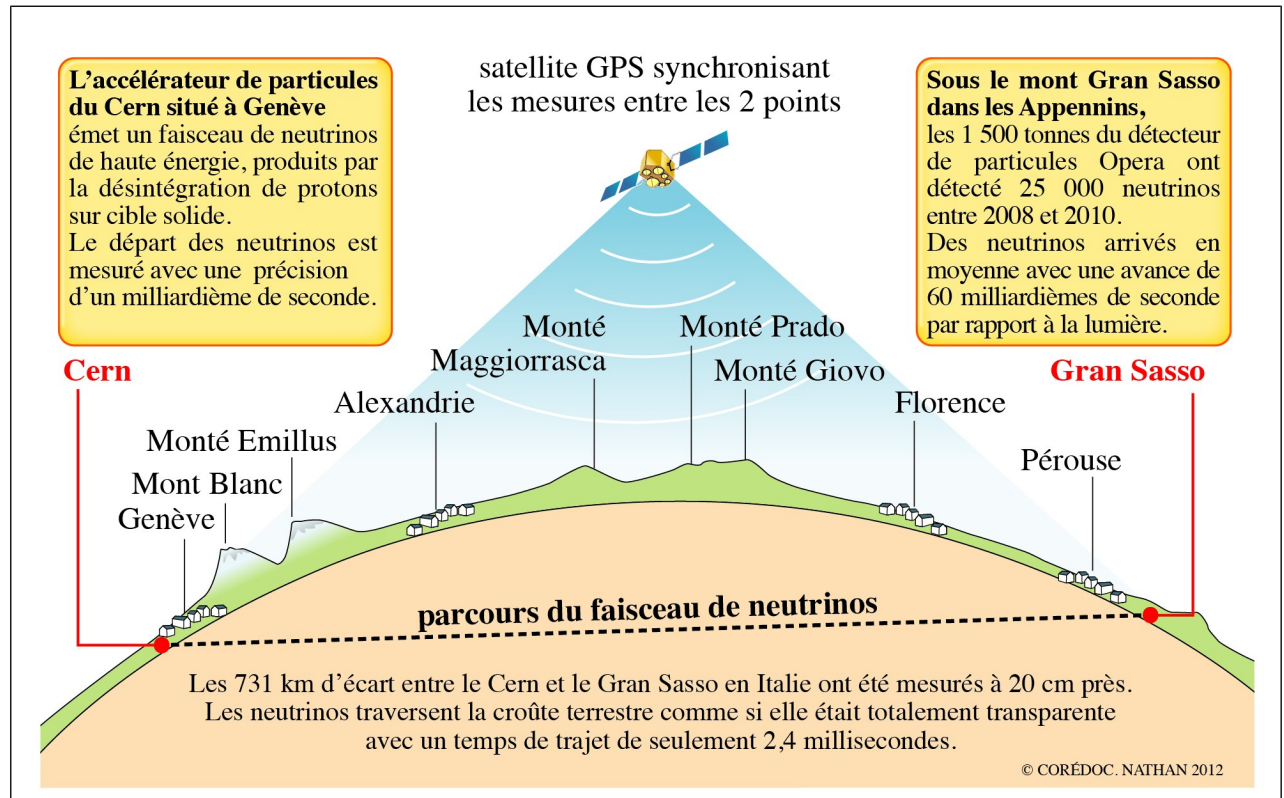 L'accélérateur de particules
du Cern situé à Genève
émet un faisceau de neutrinos
de haute énergie, produits par
la désintégration de protons
sur cible solide.
Le départ des neutrinos est
mesuré avec une précision
d'un milliardième de seconde.
satellite GPS synchronisant
les mesures entre les 2 points
Sous le mont Gran Sasso
dans les Appennins,
les 1 500 tonnes du détecteur
de particules Opera ont
détecté 25 000 neutrinos
entre 2008 et 2010.
Des neutrinos arrivés en
moyenne avec une avance de
60 milliardièmes de seconde
par rapport à la lumière.
Cern
Gran Sasso
Genève
Mont Blanc
Monté Emillus
Alexandrie
Monté
Maggiorrasca
Monté Prado
Monté Giovo
Florence
Pérouse
parcours du faisceau de neutrinos
Les 731 km d'écart entre le Cern et le Gran Sasso en Italie ont été mesurés à 20 cm près.
Les neutrinos traversent la croûte terrestre comme si elle était totalement transparente
avec un temps de trajet de seulement 2,4 millisecondes.
© CORÉDOC. NATHAN 2012